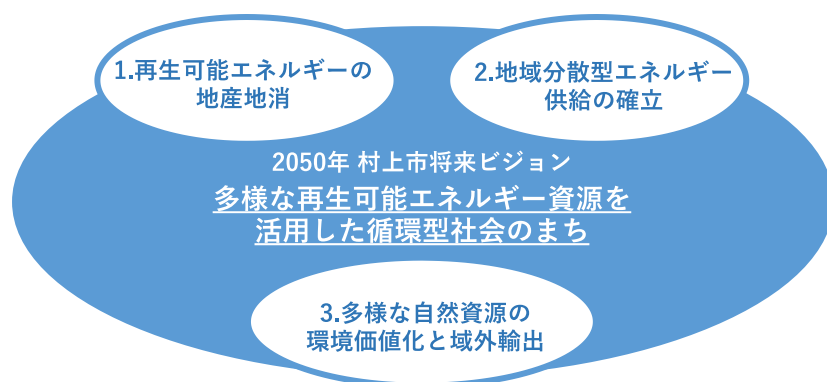 1.再生可能エネルギーの
地産地消
2.地域分散型エネルギー
供給の確立
2050年 村上市将来ビジョン
多様な再生可能エネルギー資源を
活用した循環型社会のまち
3.多様な自然資源の
環境価値化と域外輸出